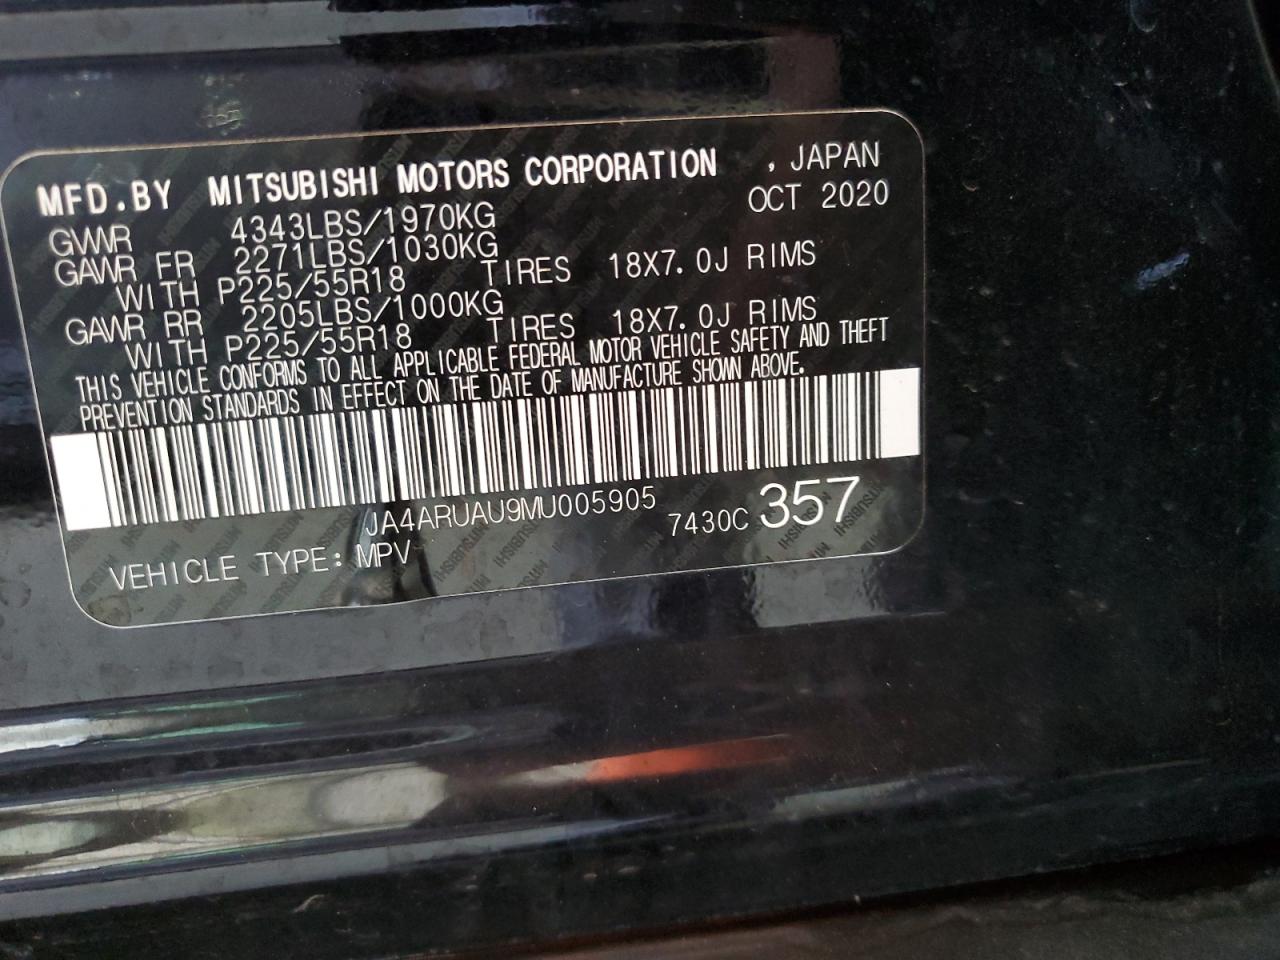 MFD.BY MITSUBISHI MOTORS CORPORATION , JAPAN
GVWR 4343LBS/1970KG OCT 2020
GAWR FR 2271LBS/1030KG
WITH P225/55R18 TIRES 18X7.0J RIMS
GAWR RR 2205LBS/1000KG
WITH P225/55R18 TIRES 18X7.0J RIMS
THIS VEHICLE CONFORMS TO ALL APPLICABLE FEDERAL MOTOR VEHICLE SAFETY AND THEFT
PREVENTION STANDARDS IN EFFECT ON THE DATE OF MANUFACTURE SHOWN ABOVE.
JA4ARUAU9MU005905 7430C 357
VEHICLE TYPE: MPV